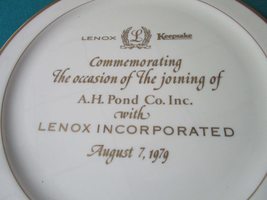 LENOX L Keepsake
Commemorating
The occasion of The joining of
A.H. Pond Co. Inc.
with
LENOX INCORPORATED
August 7, 1979